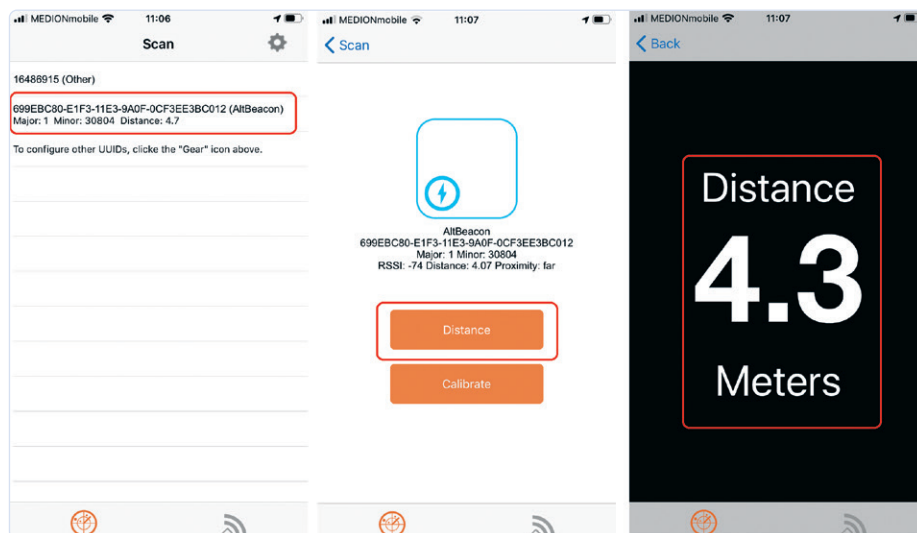 MEDIONmobile 11:06
Scan
16486915 (Other)
699EBC80-E1F3-11E3-9A0F-0CF3EE3BC012 (AltBeacon)
Major: 1 Minor: 30804 Distance: 4.7
To configure other UUIDs, clicke the "Gear" icon above.
MEDIONmobile 11:07
Scan
AltBeacon
699EBC80-E1F3-11E3-9A0F-0CF3EE3BC012
Major: 1 Minor: 30804
RSSI: -74 Distance: 4.07 Proximity: far
Distance
Calibrate
MEDIONmobile 11:07
Back
Distance
4.3
Meters